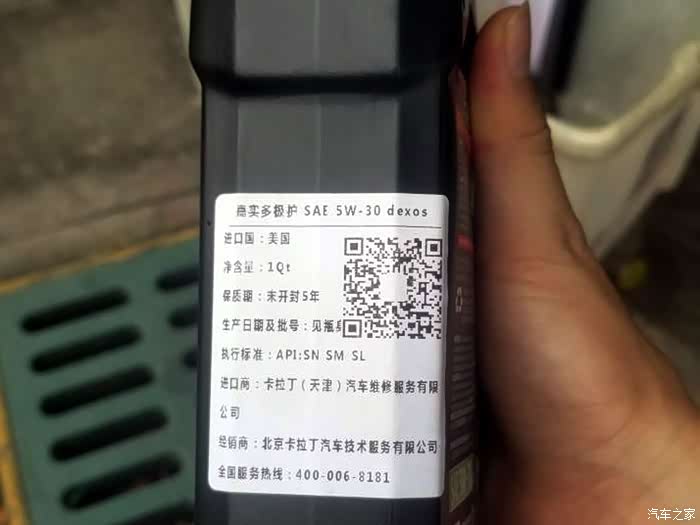 嘉实多极护 SAE 5W-30 dexos
进口国：美国
净含量：1Qt
保质期：未开封5年
生产日期及批号：见瓶身
执行标准：API:SN SM SL
进口商：卡拉丁（天津）汽车维修服务有限
公司
经销商：北京卡拉丁汽车技术服务有限公司
全国服务热线：400-006-8181
汽车之家